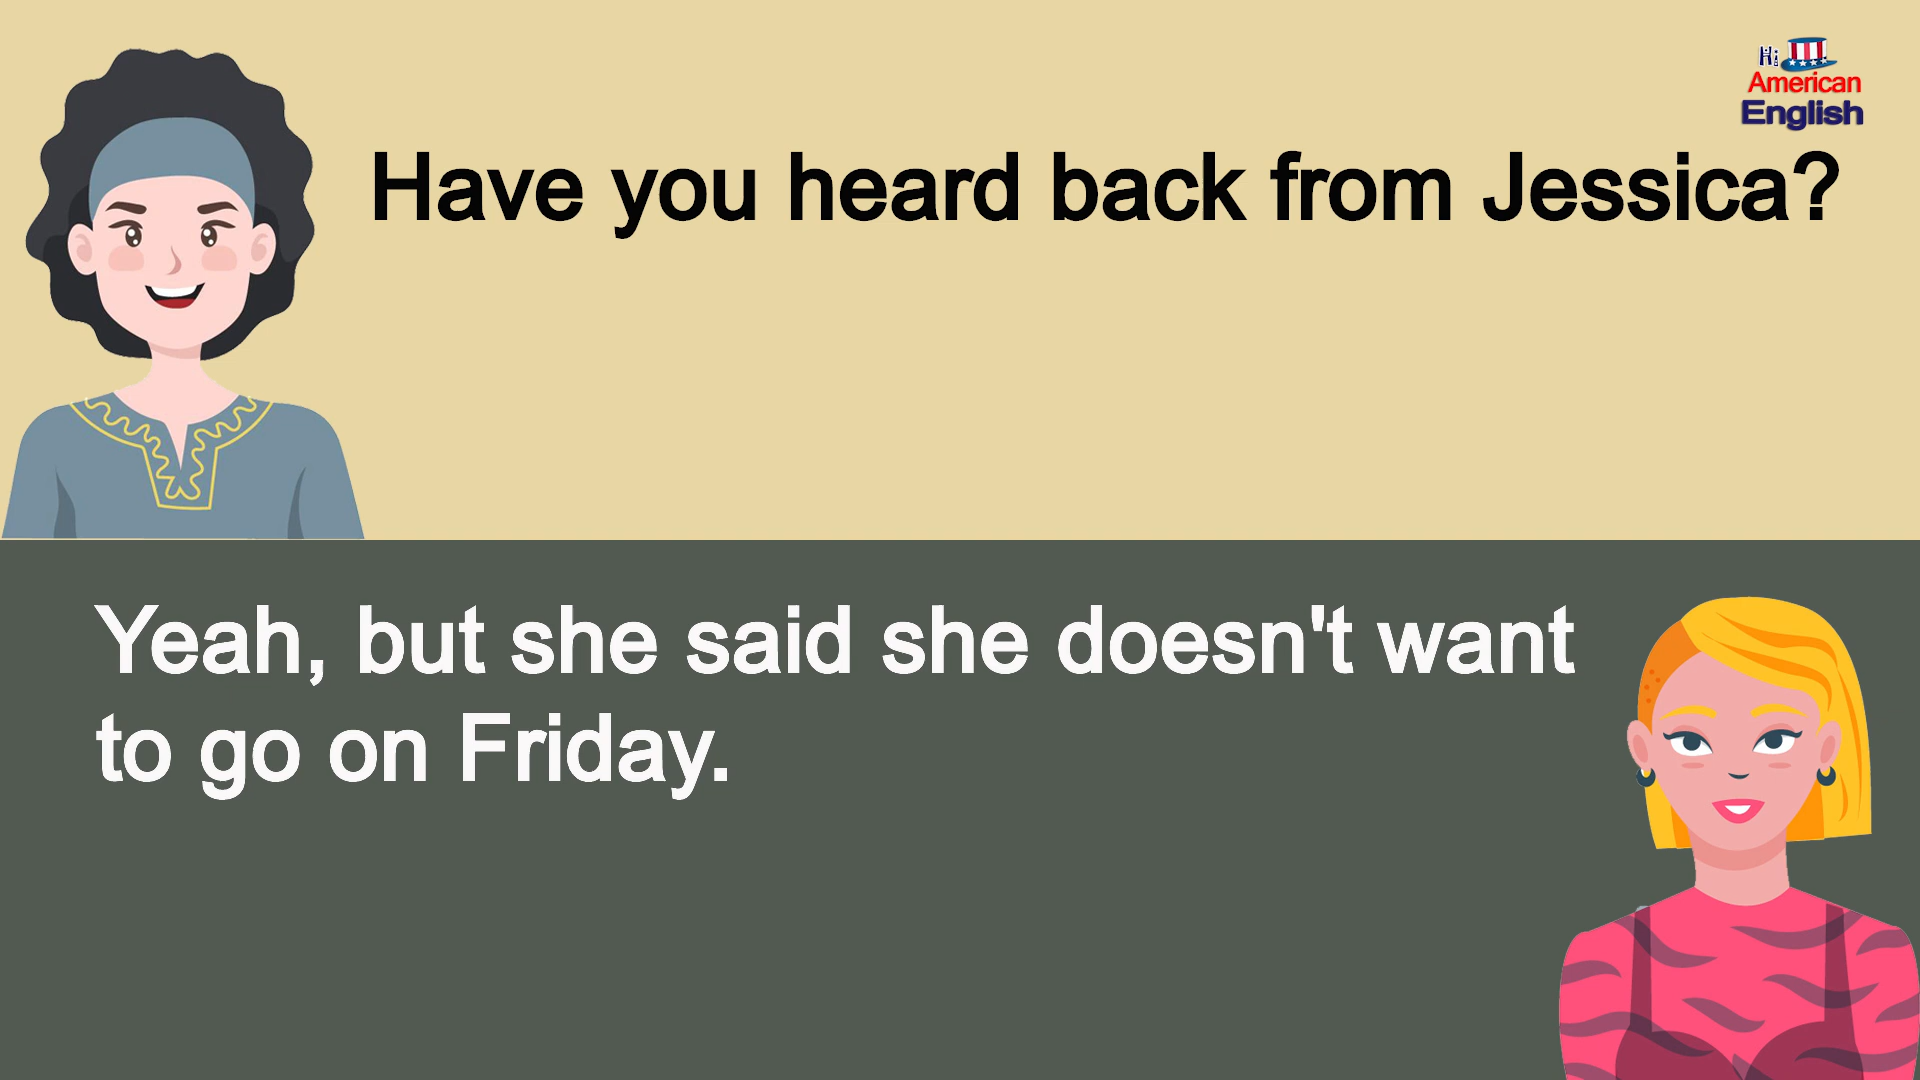 Hi
American
English
Have you heard back from Jessica?
Yeah, but she said she doesn't want
to go on Friday.